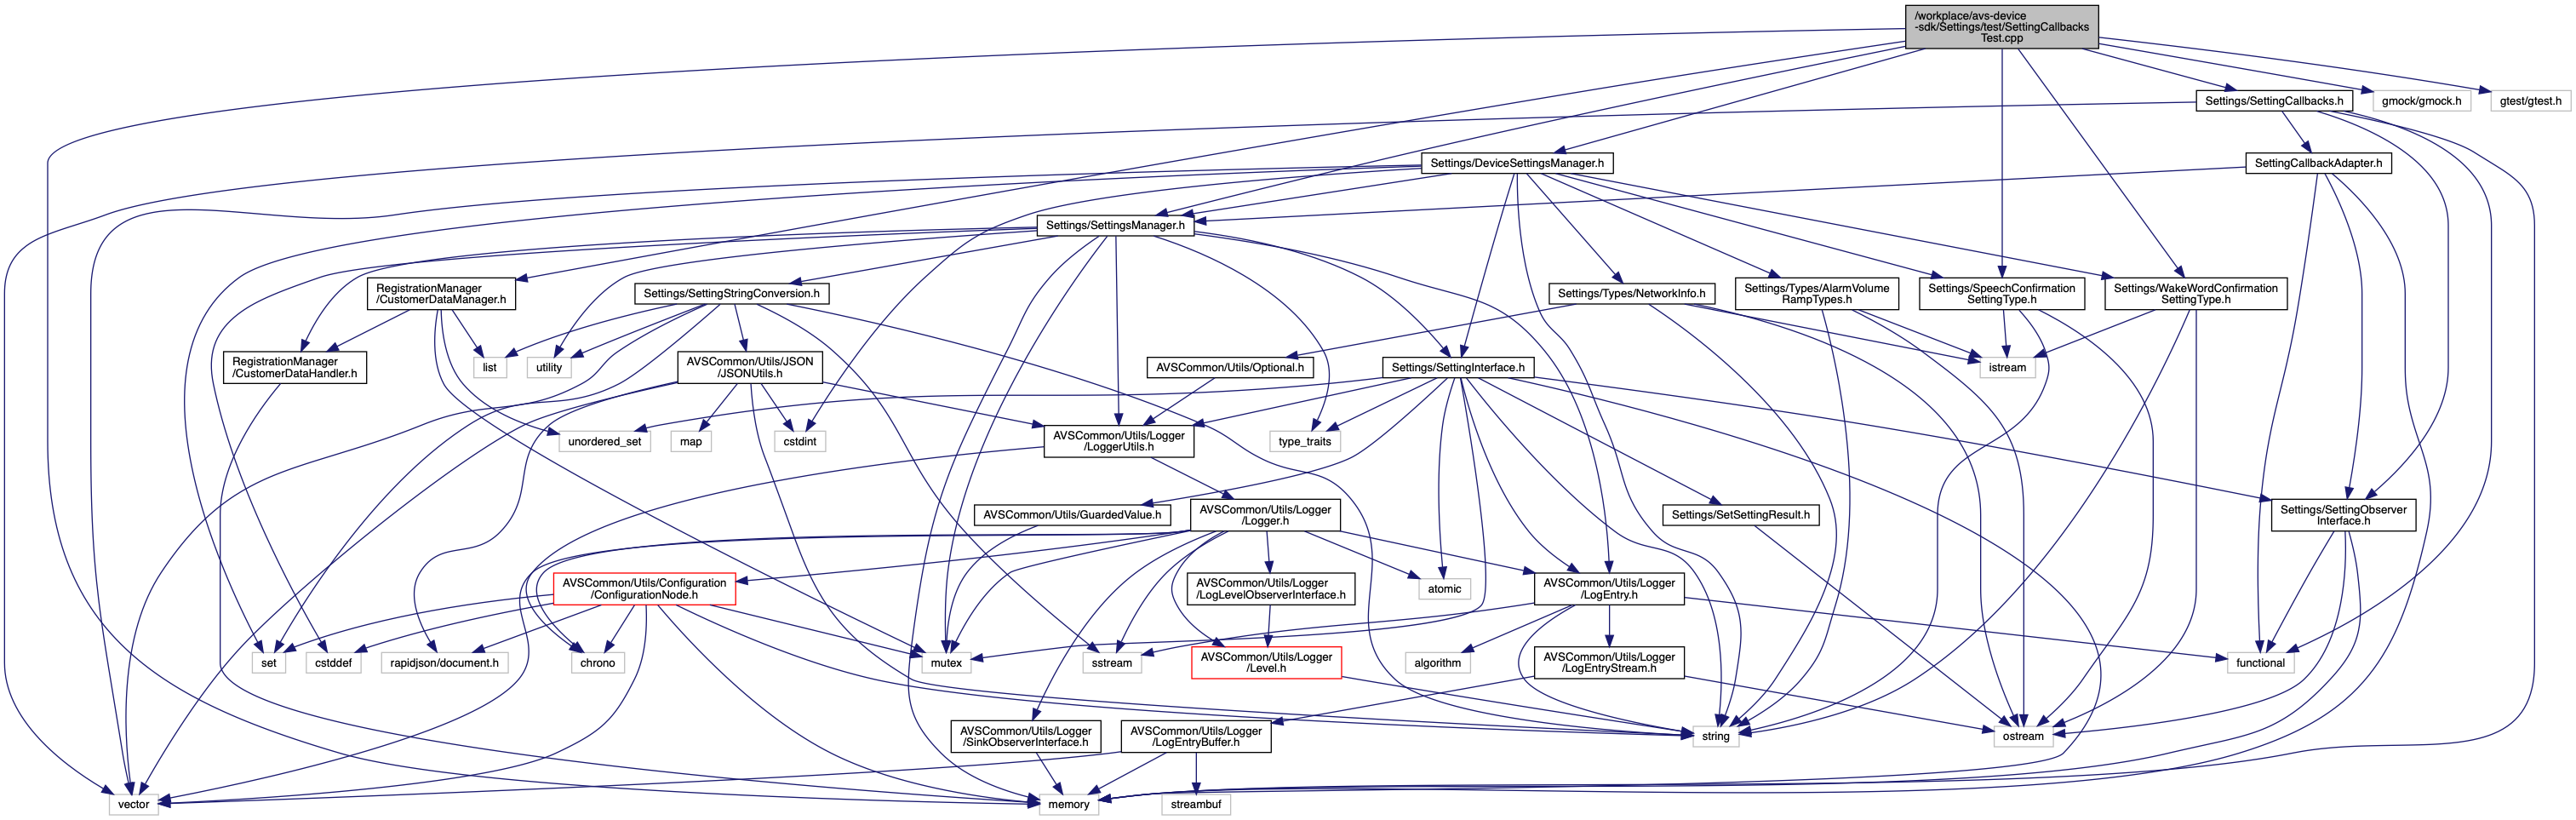 /workplace/avs-device
-sdk/Settings/test/SettingCallbacks
Test.cpp
Settings/SettingCallbacks.h
gmock/gmock.h
gtest/gtest.h
Settings/DeviceSettingsManager.h
SettingCallbackAdapter.h
Settings/SettingsManager.h
RegistrationManager
/CustomerDataManager.h
Settings/SettingStringConversion.h
Settings/Types/NetworkInfo.h
Settings/Types/AlarmVolume
RampTypes.h
Settings/SpeechConfirmation
SettingType.h
Settings/WakeWordConfirmation
SettingType.h
RegistrationManager
/CustomerDataHandler.h
list
utility
AVSCommon/Utils/JSON
/JSONUtils.h
AVSCommon/Utils/Optional.h
Settings/SettingInterface.h
istream
unordered_set
map
cstdint
AVSCommon/Utils/Logger
/LoggerUtils.h
type_traits
AVSCommon/Utils/GuardedValue.h
AVSCommon/Utils/Logger
/Logger.h
Settings/SetSettingResult.h
Settings/SettingObserver
Interface.h
AVSCommon/Utils/Configuration
/ConfigurationNode.h
AVSCommon/Utils/Logger
/LogLevelObserverInterface.h
atomic
AVSCommon/Utils/Logger
/LogEntry.h
set
cstddef
rapidjson/document.h
chrono
mutex
sstream
AVSCommon/Utils/Logger
/Level.h
algorithm
AVSCommon/Utils/Logger
/LogEntryStream.h
functional
AVSCommon/Utils/Logger
/SinkObserverInterface.h
AVSCommon/Utils/Logger
/LogEntryBuffer.h
string
ostream
vector
memory
streambuf